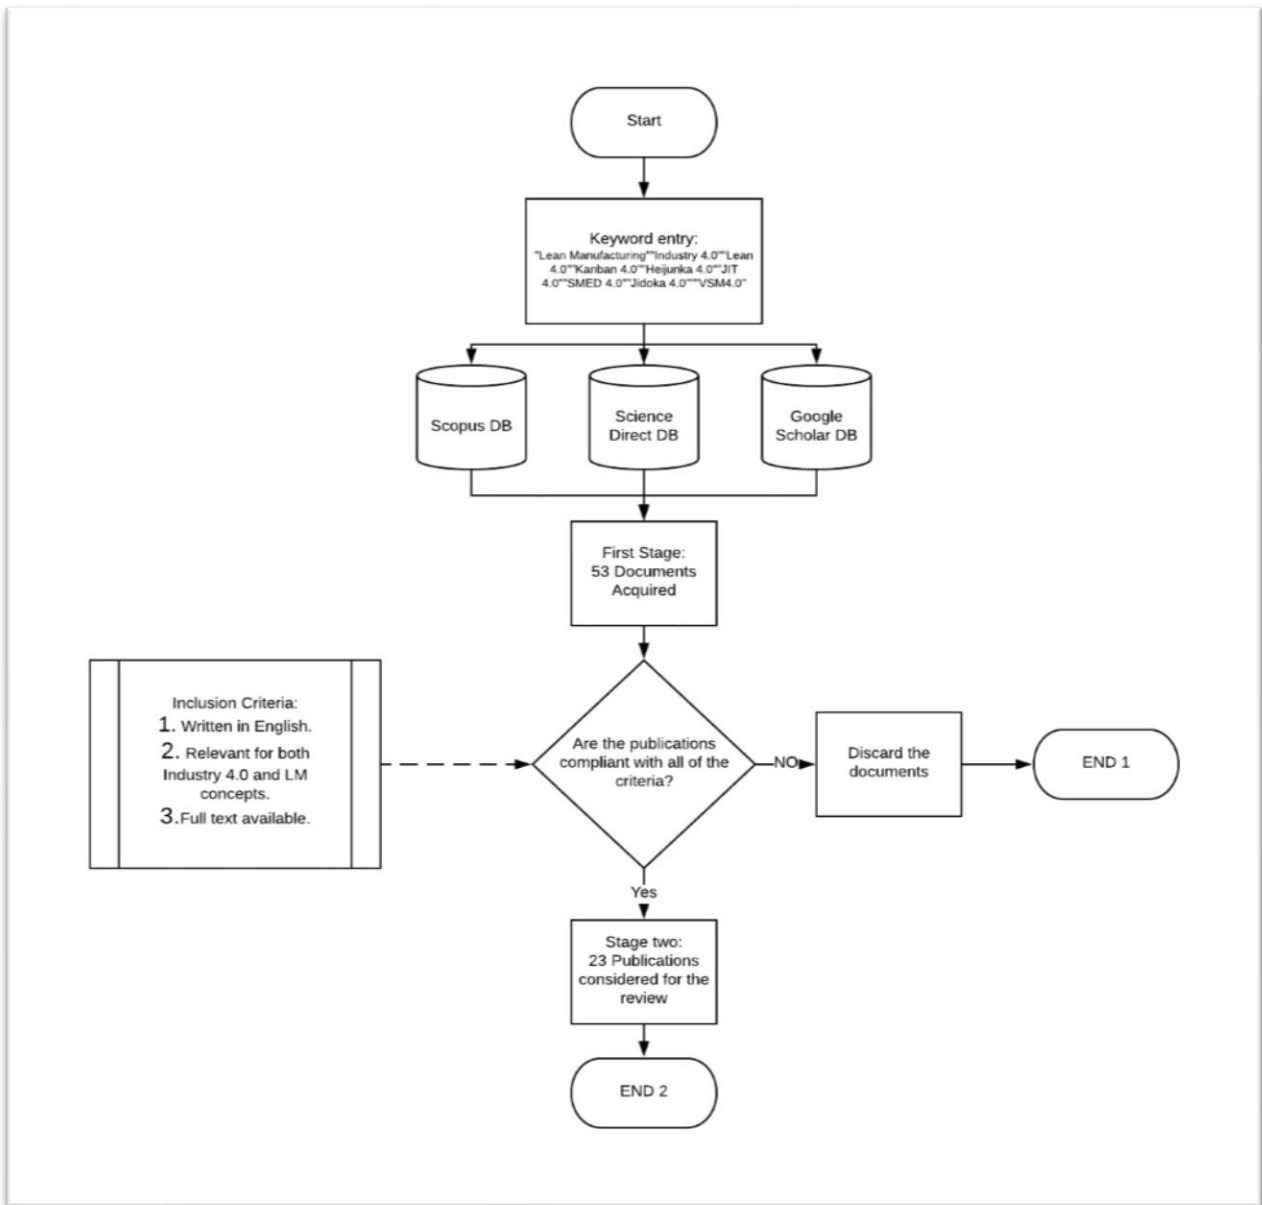 Start
Keyword entry:
"Lean Manufacturing""Industry 4.0""Lean
4.0""Kanban 4.0""Heijunka 4.0""JIT
4.0""SMED 4.0""Jidoka 4.0"""VSM4.0"
Scopus DB
Science
Direct DB
Google
Scholar DB
First Stage:
53 Documents
Acquired
Inclusion Criteria:
1. Written in English.
2. Relevant for both
Industry 4.0 and LM
concepts.
3.Full text available.
Are the publications
compliant with all of the
criteria?
NO
Discard the
documents
END 1
Yes
Stage two:
23 Publications
considered for the
review
END 2